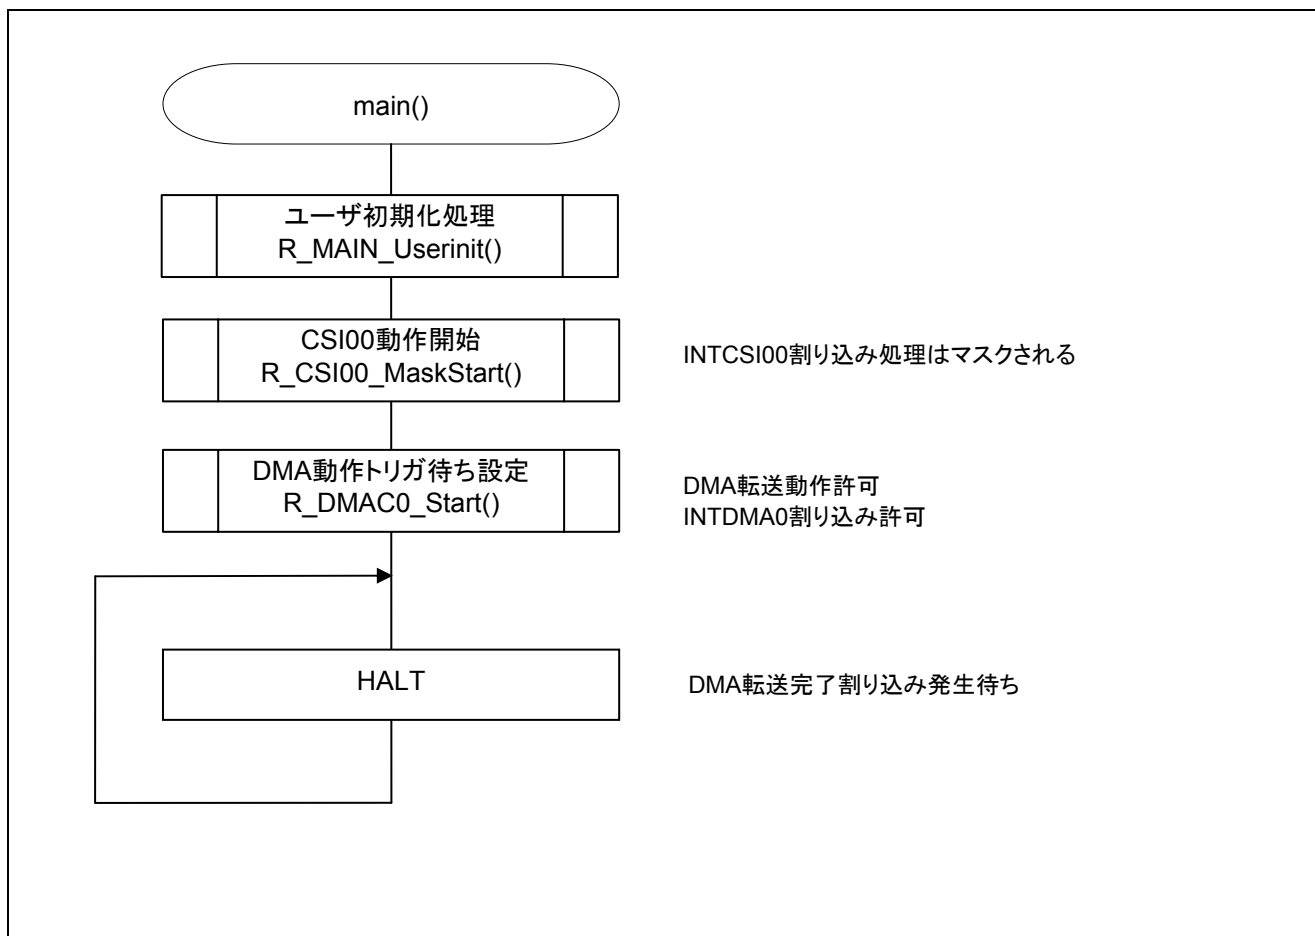 main()
ユーザ初期化処理
R_MAIN_Userinit()
CSI00動作開始
R_CSI00_MaskStart()
INTCSI00割り込み処理はマスクされる
DMA動作トリガ待ち設定
R_DMAC0_Start()
DMA転送動作許可
INTDMA0割り込み許可
HALT
DMA転送完了割り込み発生待ち